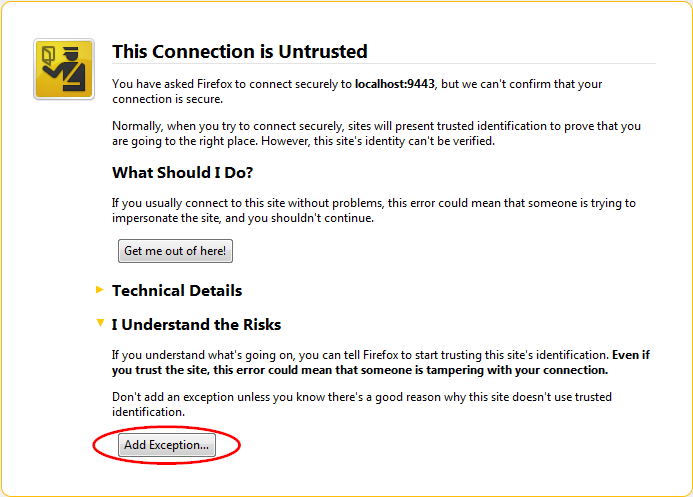 This Connection is Untrusted
You have asked Firefox to connect securely to localhost:9443, but we can't confirm that your
connection is secure.
Normally, when you try to connect securely, sites will present trusted identification to prove that you
are going to the right place. However, this site's identity can't be verified.
What Should I Do?
If you usually connect to this site without problems, this error could mean that someone is trying to
impersonate the site, and you shouldn't continue.
Get me out of here!
Technical Details
I Understand the Risks
If you understand what's going on, you can tell Firefox to start trusting this site's identification. Even if
you trust the site, this error could mean that someone is tampering with your connection.
Don't add an exception unless you know there's a good reason why this site doesn't use trusted
identification.
Add Exception...